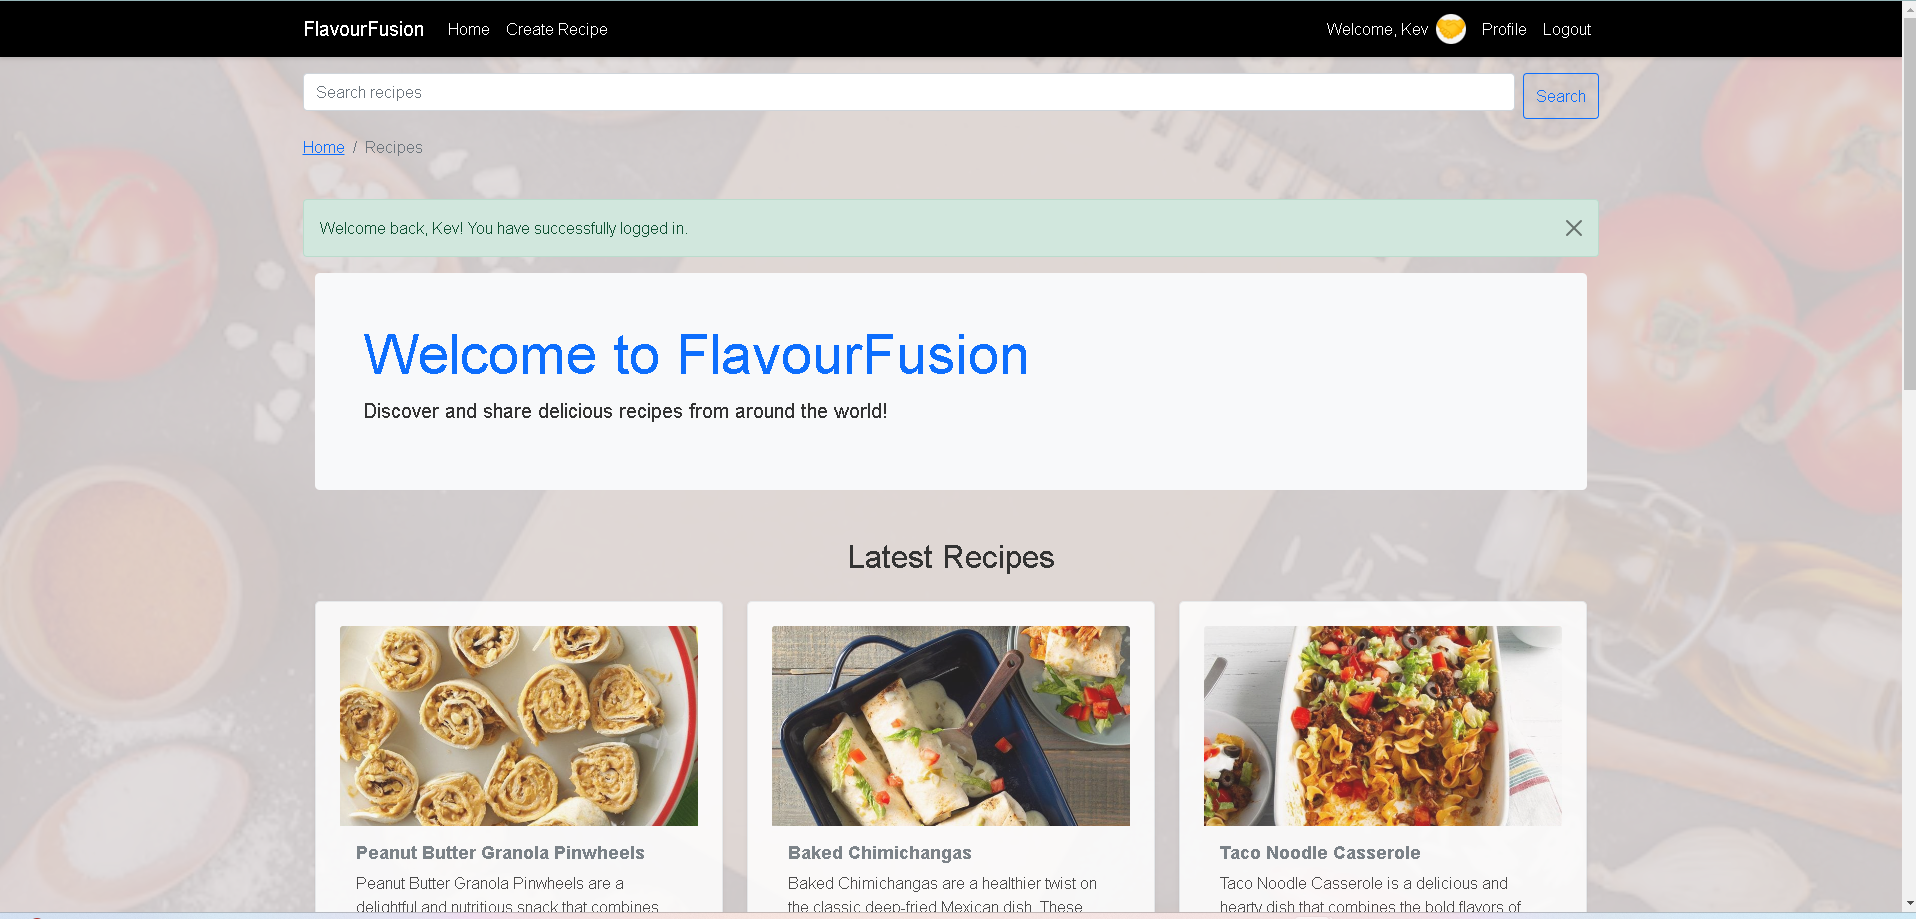 FlavourFusion Home Create Recipe Welcome, Kev Profile Logout
Search recipes Search
Home / Recipes
Welcome back, Kev! You have successfully logged in.
Welcome to FlavourFusion
Discover and share delicious recipes from around the world!
Latest Recipes
Peanut Butter Granola Pinwheels
Peanut Butter Granola Pinwheels are a
delightful and nutritious snack that combines
Baked Chimichangas
Baked Chimichangas are a healthier twist on
the classic deep-fried Mexican dish. These
Taco Noodle Casserole
Taco Noodle Casserole is a delicious and
hearty dish that combines the bold flavors of